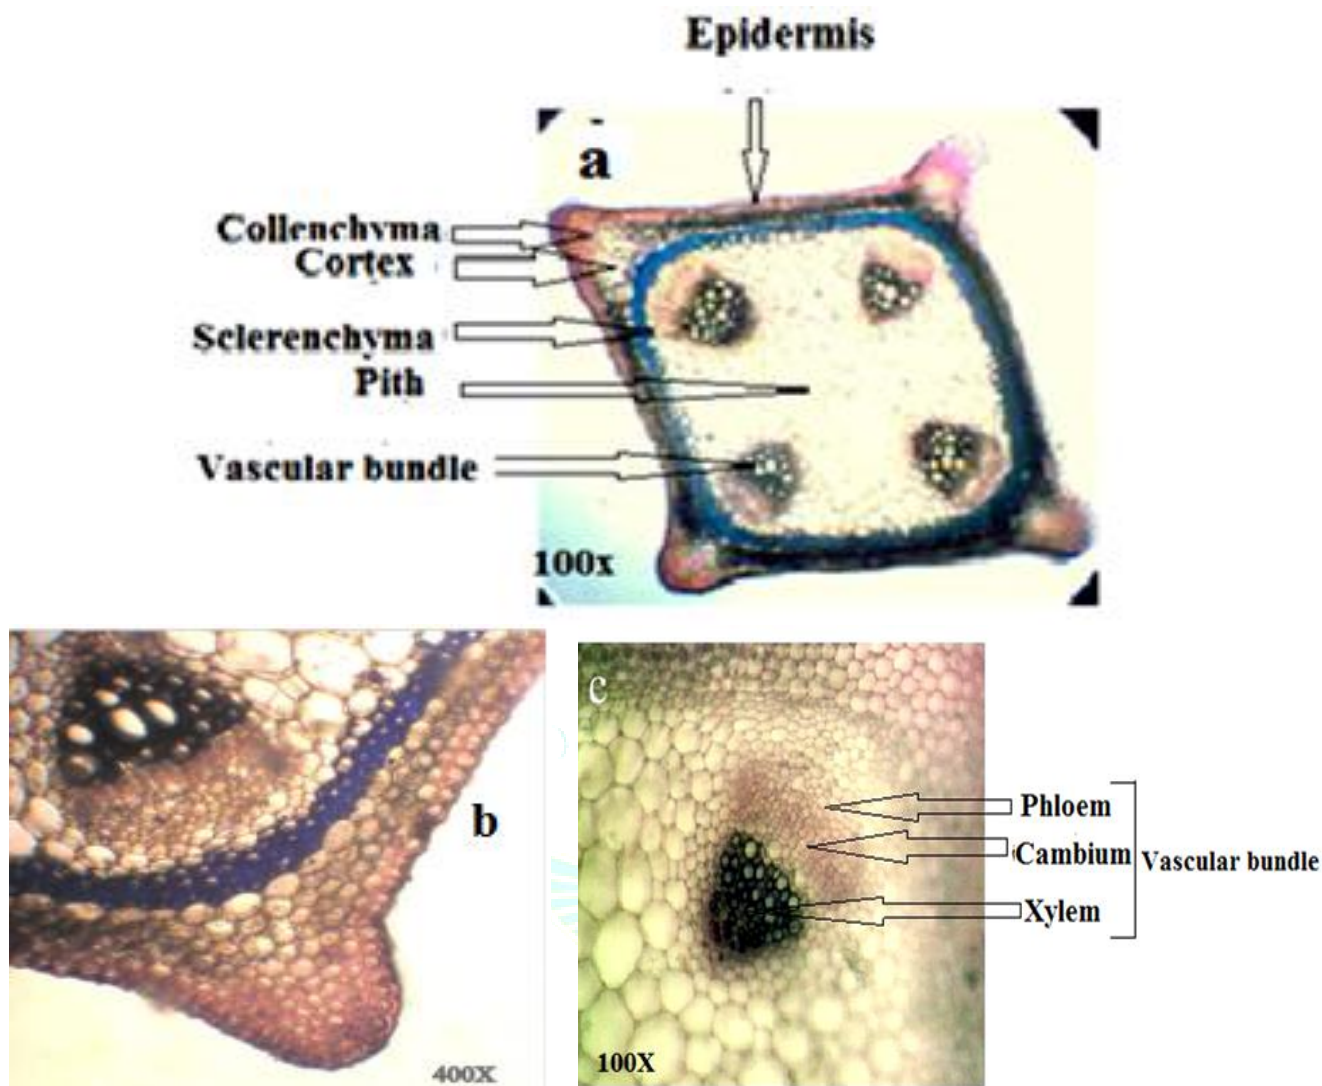 Epidermis
a
Collenchyma
Cortex
Sclerenchyma
Pith
Vascular bundle
100x
b
400X
c
Phloem
Cambium
Xylem
Vascular bundle
100X